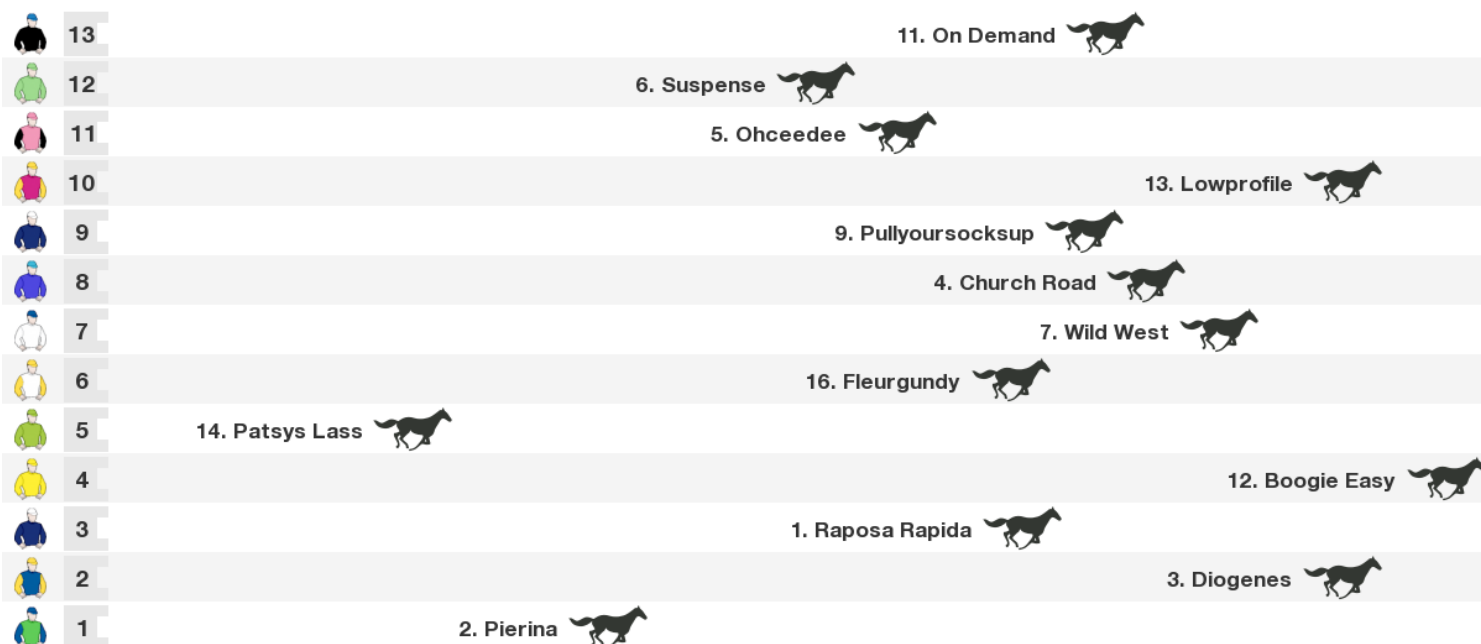 13 11. On Demand
12 6. Suspense
11 5. Ohceedee
10 13. Lowprofile
9 9. Pullyoursocksup
8 4. Church Road
7 7. Wild West
6 16. Fleurgundy
5 14. Patsys Lass
4 12. Boogie Easy
3 1. Raposa Rapida
2 3. Diogenes
1 2. Pierina